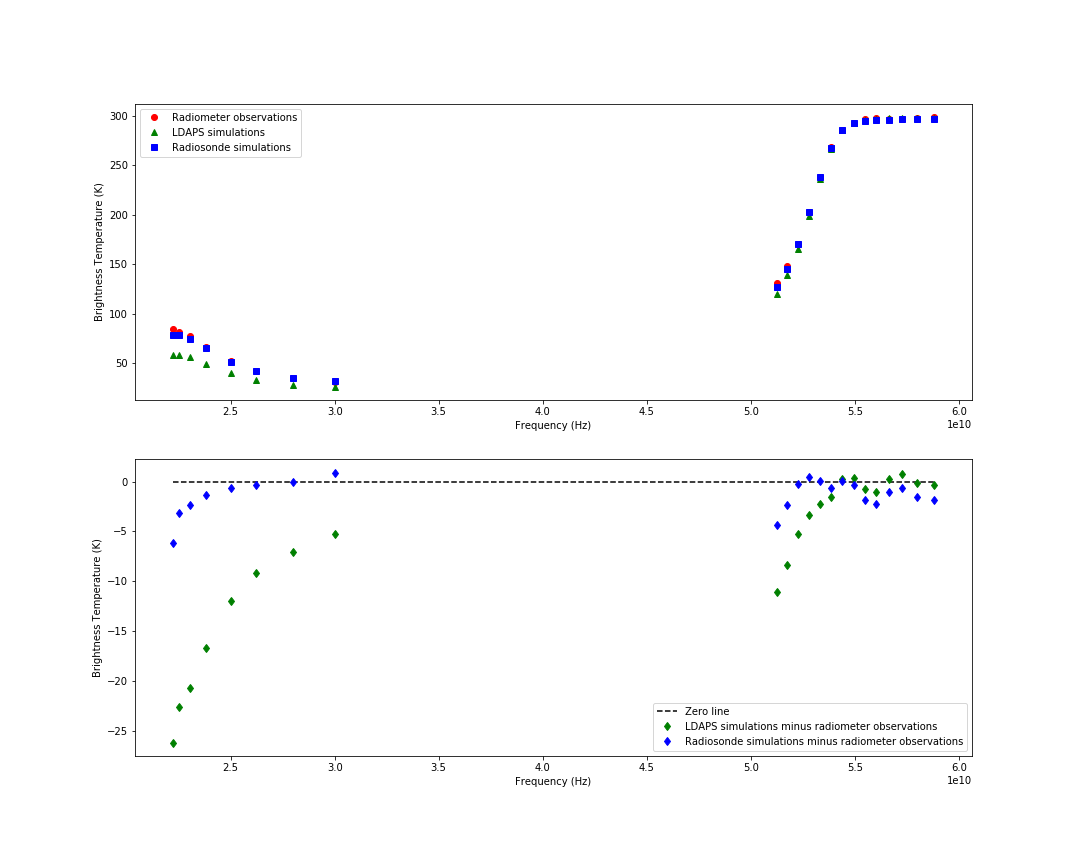 Radiometer observations
LDAPS simulations
Radiosonde simulations
Brightness Temperature (K)
300
250
200
150
100
50
2.5 3.0 3.5 4.0 4.5 5.0 5.5 6.0
1e10
Frequency (Hz)
Brightness Temperature (K)
0
−5
−10
−15
−20
−25
Zero line
LDAPS simulations minus radiometer observations
Radiosonde simulations minus radiometer observations
2.5 3.0 3.5 4.0 4.5 5.0 5.5 6.0
1e10
Frequency (Hz)